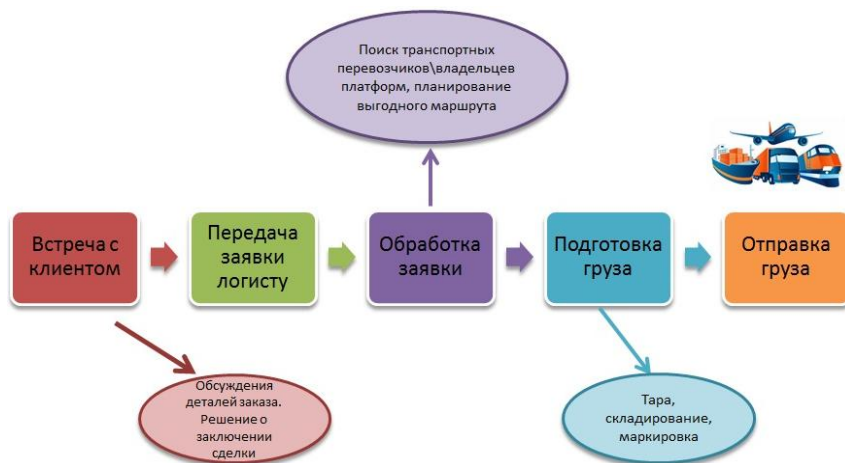 Поиск транспортных
перевозчиков\владельцев
платформ, планирование
выгодного маршрута
Встреча с
клиентом
Передача
заявки
логисту
Обработка
заявки
Подготовка
груза
Отправка
груза
Обсуждения
деталей заказа.
Решение о
заключении
сделки
Тара,
складирование,
маркировка